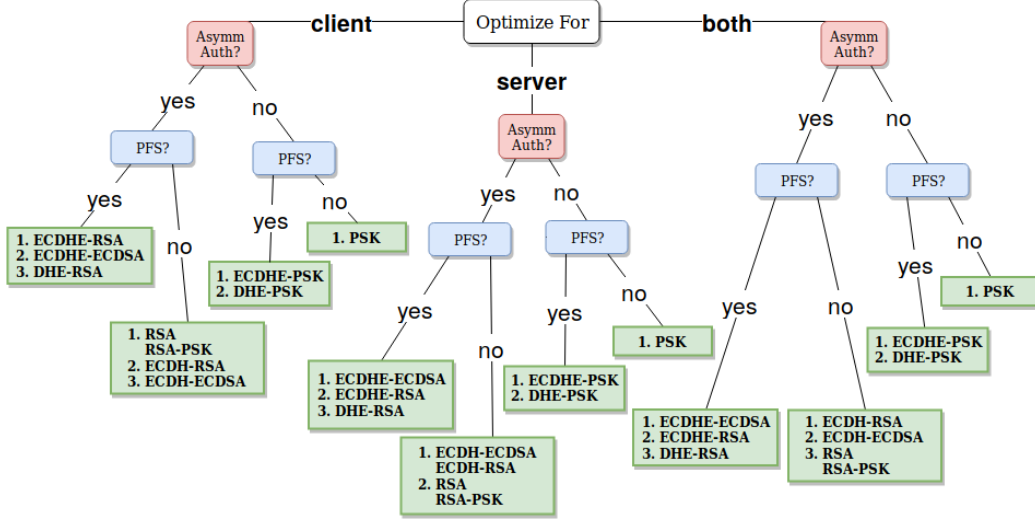 Optimize For
client
both
server
Asymm
Auth?
yes
no
PFS?
yes
no
1. ECDHE-RSA
2. ECDHE-ECDSA
3. DHE-RSA
1. RSA
RSA-PSK
2. ECDH-RSA
3. ECDH-ECDSA
PFS?
yes
no
1. ECDHE-PSK
2. DHE-PSK
1. PSK
Asymm
Auth?
yes
no
PFS?
yes
no
1. ECDHE-ECDSA
2. ECDHE-RSA
3. DHE-RSA
1. ECDH-ECDSA
ECDH-RSA
2. RSA
RSA-PSK
PFS?
yes
no
1. ECDHE-PSK
2. DHE-PSK
1. PSK
Asymm
Auth?
yes
no
PFS?
yes
no
1. ECDHE-ECDSA
2. ECDHE-RSA
3. DHE-RSA
1. ECDH-RSA
2. ECDH-ECDSA
3. RSA
RSA-PSK
PFS?
yes
no
1. ECDHE-PSK
2. DHE-PSK
1. PSK